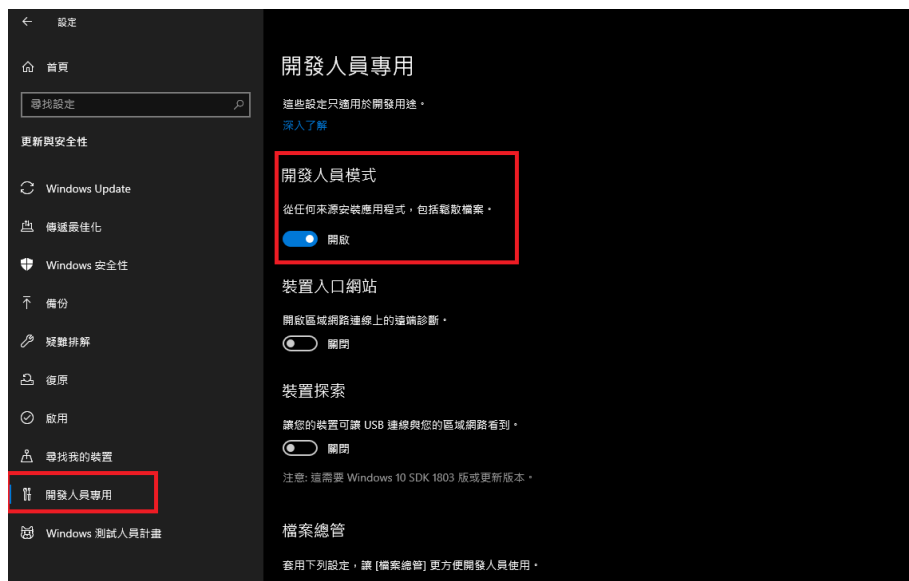 設定
首頁
尋找設定
更新與安全性
Windows Update
傳遞最佳化
Windows 安全性
備份
疑難排解
復原
啟用
尋找我的裝置
開發人員專用
Windows 測試人員計畫
開發人員專用
這些設定只適用於開發用途。
深入了解
開發人員模式
從任何來源安裝應用程式，包括鬆散檔案。
開啟
裝置入口網站
開啟區域網路連線上的遠端診斷。
關閉
裝置探索
讓您的裝置可讓 USB 連線與您的區域網路看到。
關閉
注意: 這需要 Windows 10 SDK 1803 版或更新版本。
檔案總管
套用下列設定，讓 [檔案總管] 更方便開發人員使用。